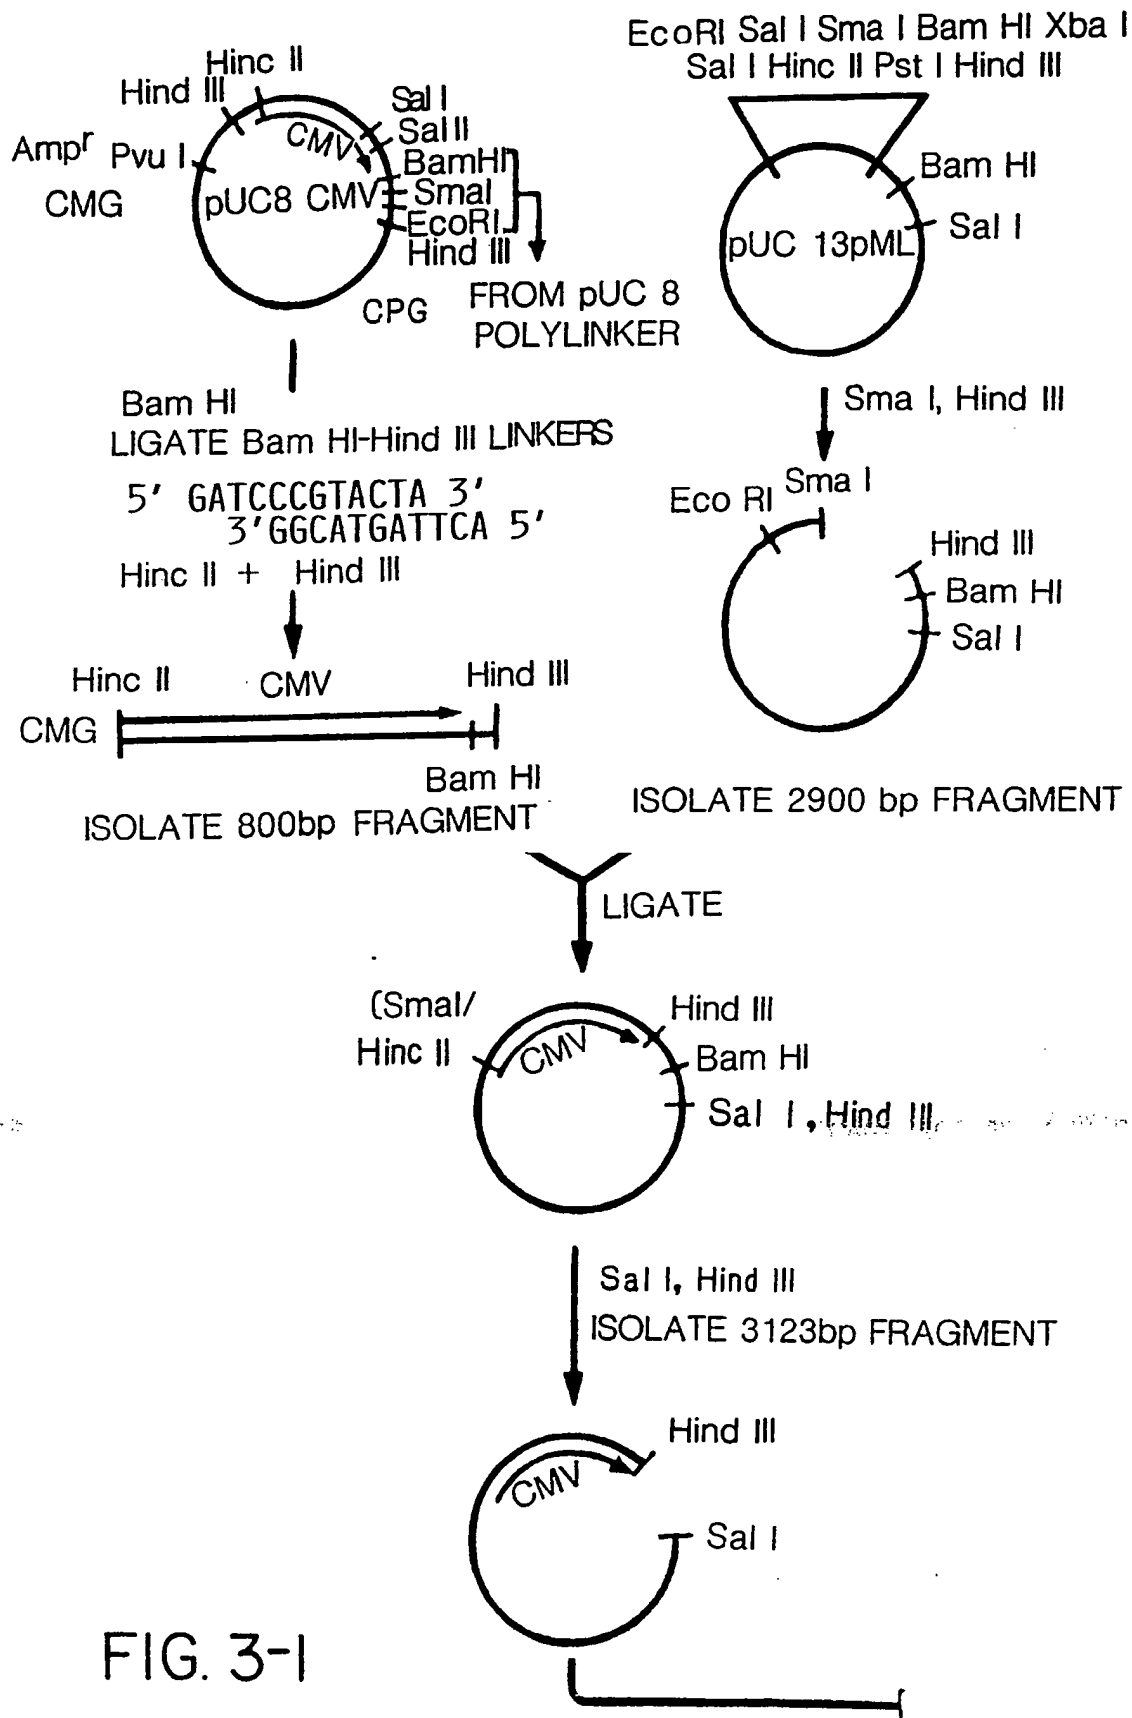 Hinc II
Hind III
Sal I
Sal II
CMV
Amp^r Pvu I
BamHI
CMG
pUC8 CMV
SmaI
EcoRI
Hind III
CPG
FROM pUC 8
POLYLINKER
EcoRI Sal I Sma I Bam HI Xba I
Sal I Hinc II Pst I Hind III
Bam HI
Sal I
pUC 13pML
Bam HI
LIGATE Bam HI-Hind III LINKERS
5' GATCCCGTACTA 3'
3'GGCATGATTCA 5'
Hinc II + Hind III
Sma I, Hind III
Eco RI
Sma I
Hind III
Bam HI
Sal I
Hinc II
CMV
Hind III
CMG
Bam HI
ISOLATE 800bp FRAGMENT
ISOLATE 2900 bp FRAGMENT
LIGATE
(SmaI/
Hinc II
CMV
Hind III
Bam HI
Sal I, Hind III
Sal I, Hind III
ISOLATE 3123bp FRAGMENT
Hind III
CMV
Sal I
FIG. 3-1